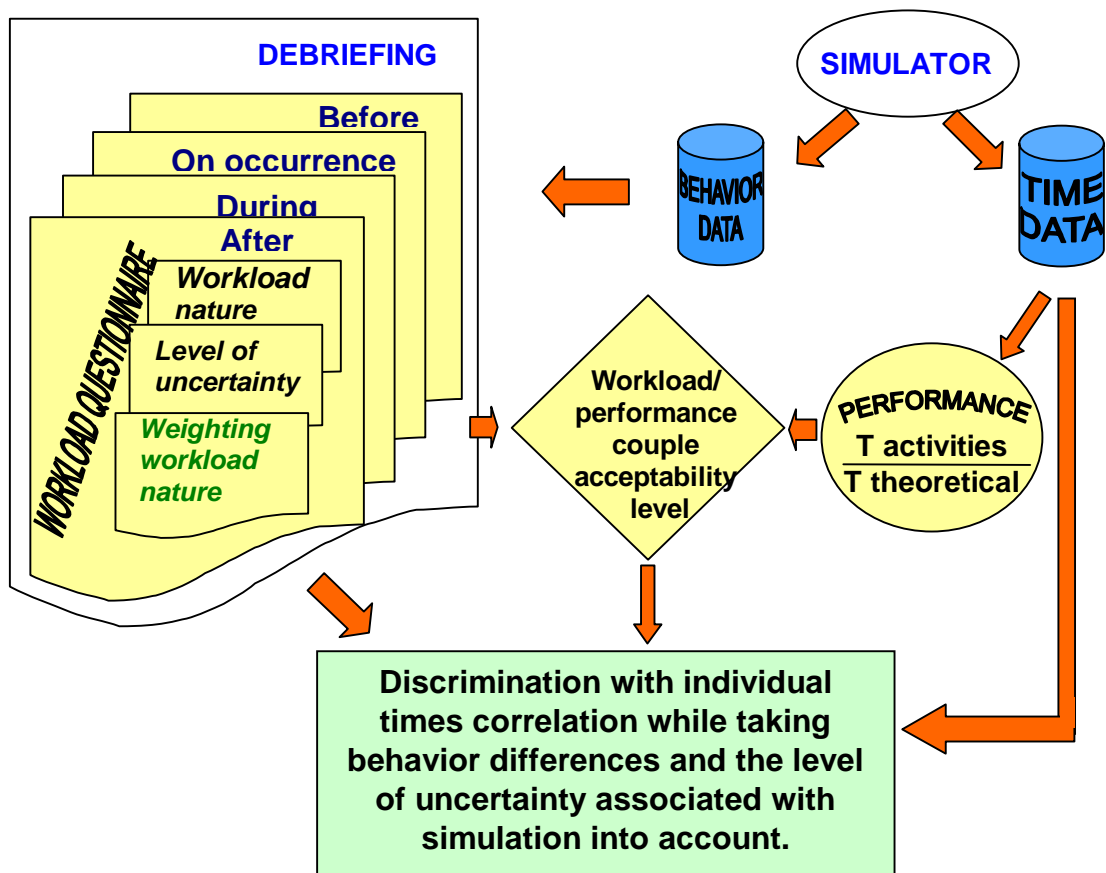 DEBRIEFING
Before
On occurrence
During
After
WORKLOAD QUESTIONNAIRE
Workload
nature
Level of
uncertainty
Weighting
workload
nature
SIMULATOR
BEHAVIOR
DATA
TIME
DATA
Workload/
performance
couple
acceptability
level
PERFORMANCE
T activities
T theoretical
Discrimination with individual
times correlation while taking
behavior differences and the level
of uncertainty associated with
simulation into account.